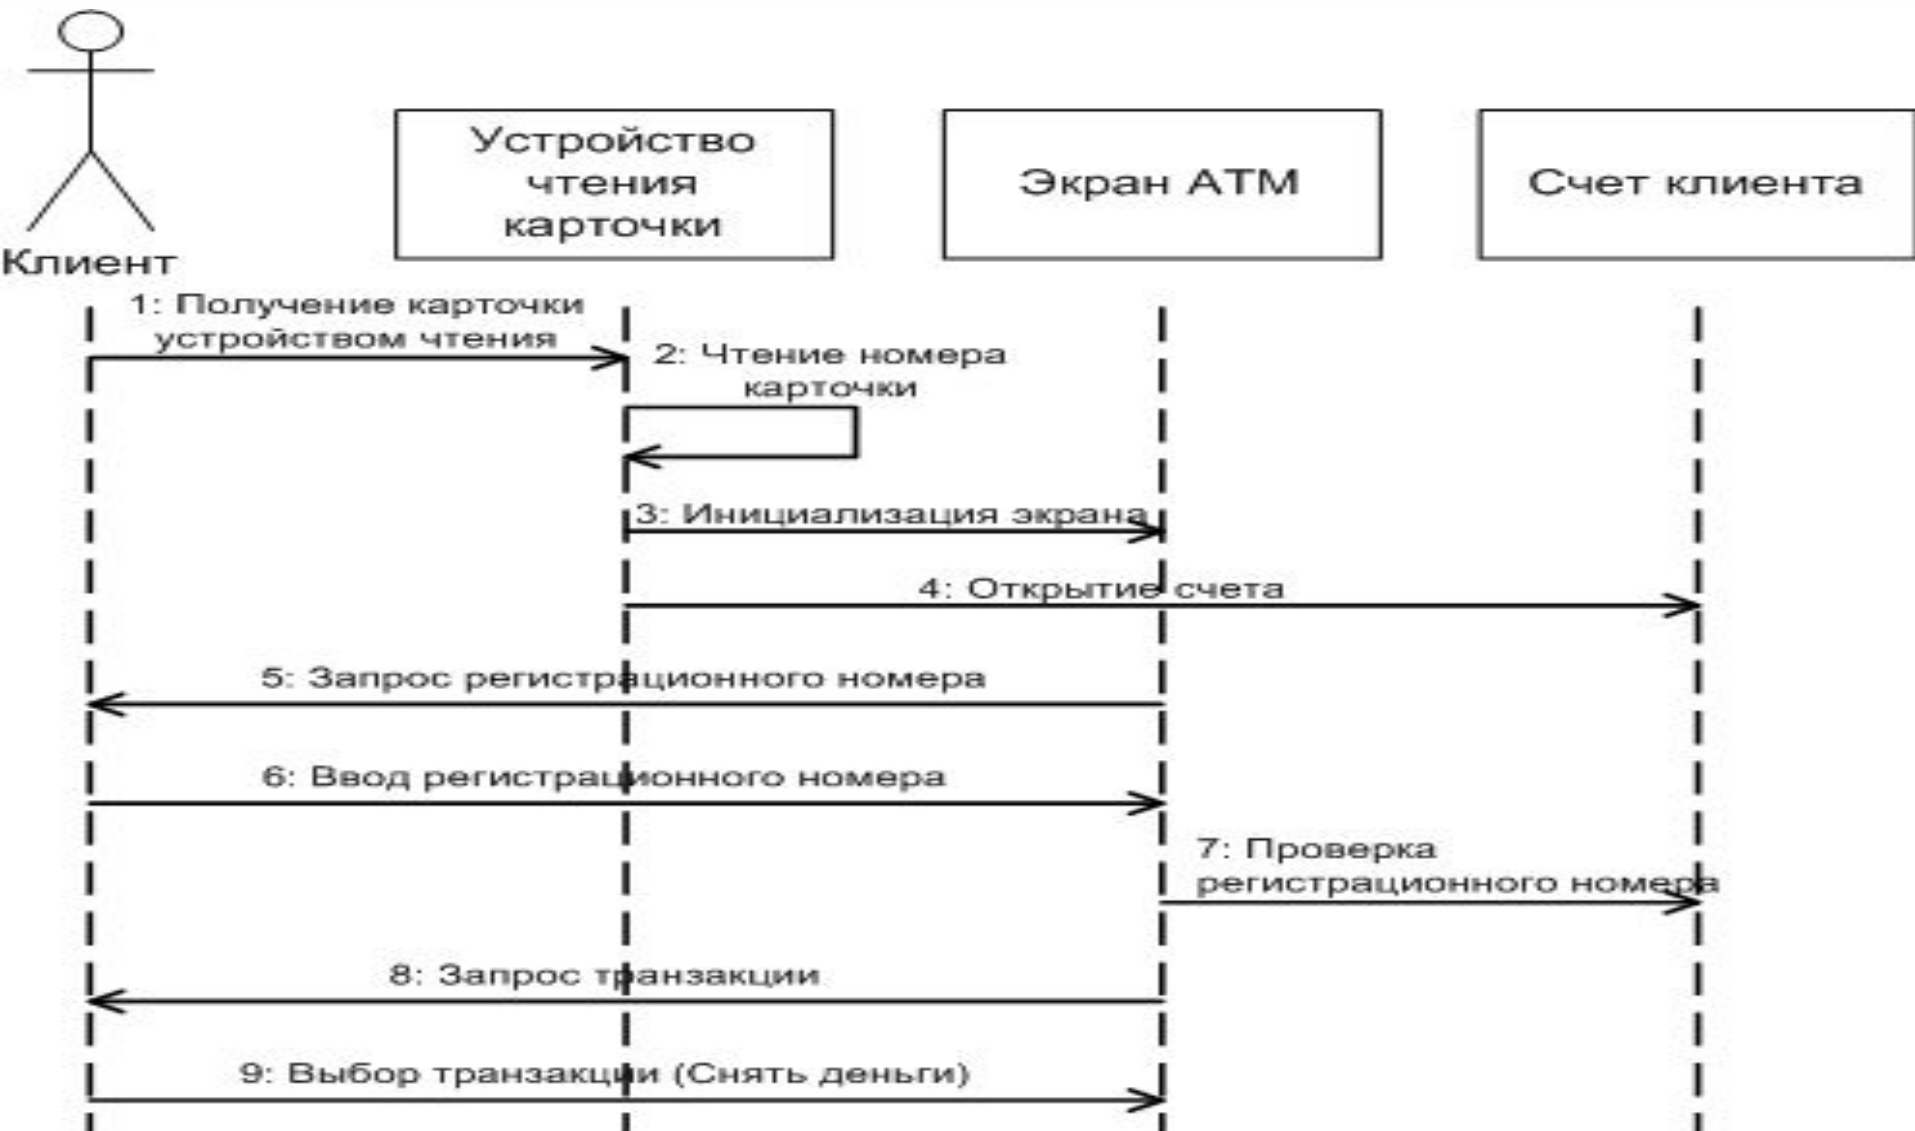 Клиент
Устройство
чтения
карточки
Экран АТМ
Счет клиента
1: Получение карточки
устройством чтения
2: Чтение номера
карточки
3: Инициализация экрана
4: Открытие счета
5: Запрос регистрационного номера
6: Ввод регистрационного номера
7: Проверка
регистрационного номера
8: Запрос транзакции
9: Выбор транзакции (Снять деньги)